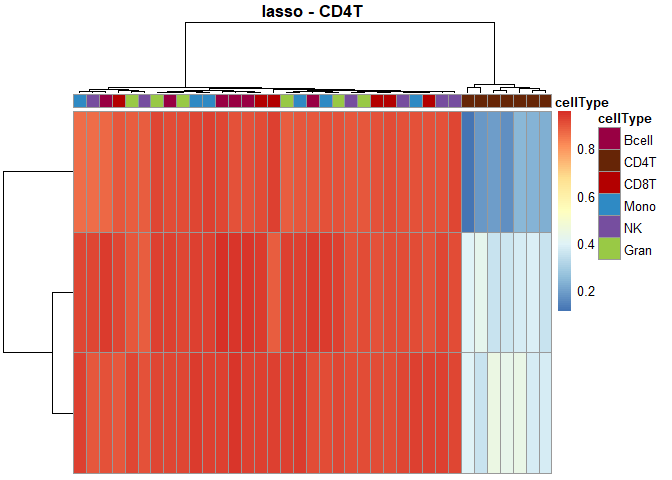 lasso - CD4T
cellType
cellType
Bcell
CD4T
CD8T
Mono
NK
Gran
0.8
0.6
0.4
0.2